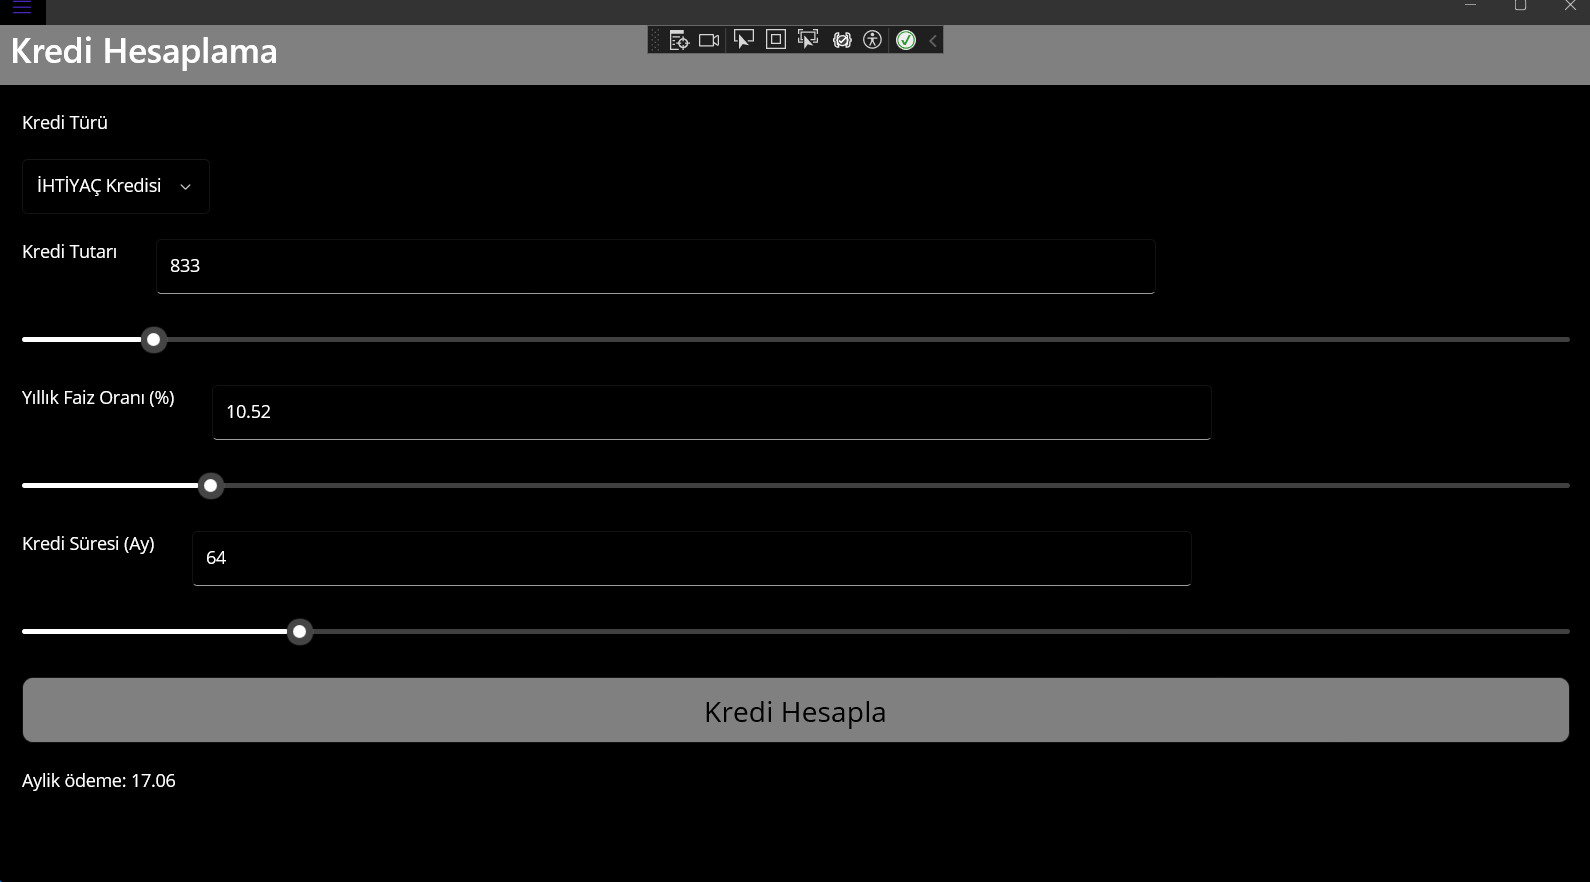 Kredi Hesaplama
Kredi Türü
İHTİYAÇ Kredisi
Kredi Tutarı
833
Yıllık Faiz Oranı (%)
10.52
Kredi Süresi (Ay)
64
Kredi Hesapla
Aylik ödeme: 17.06